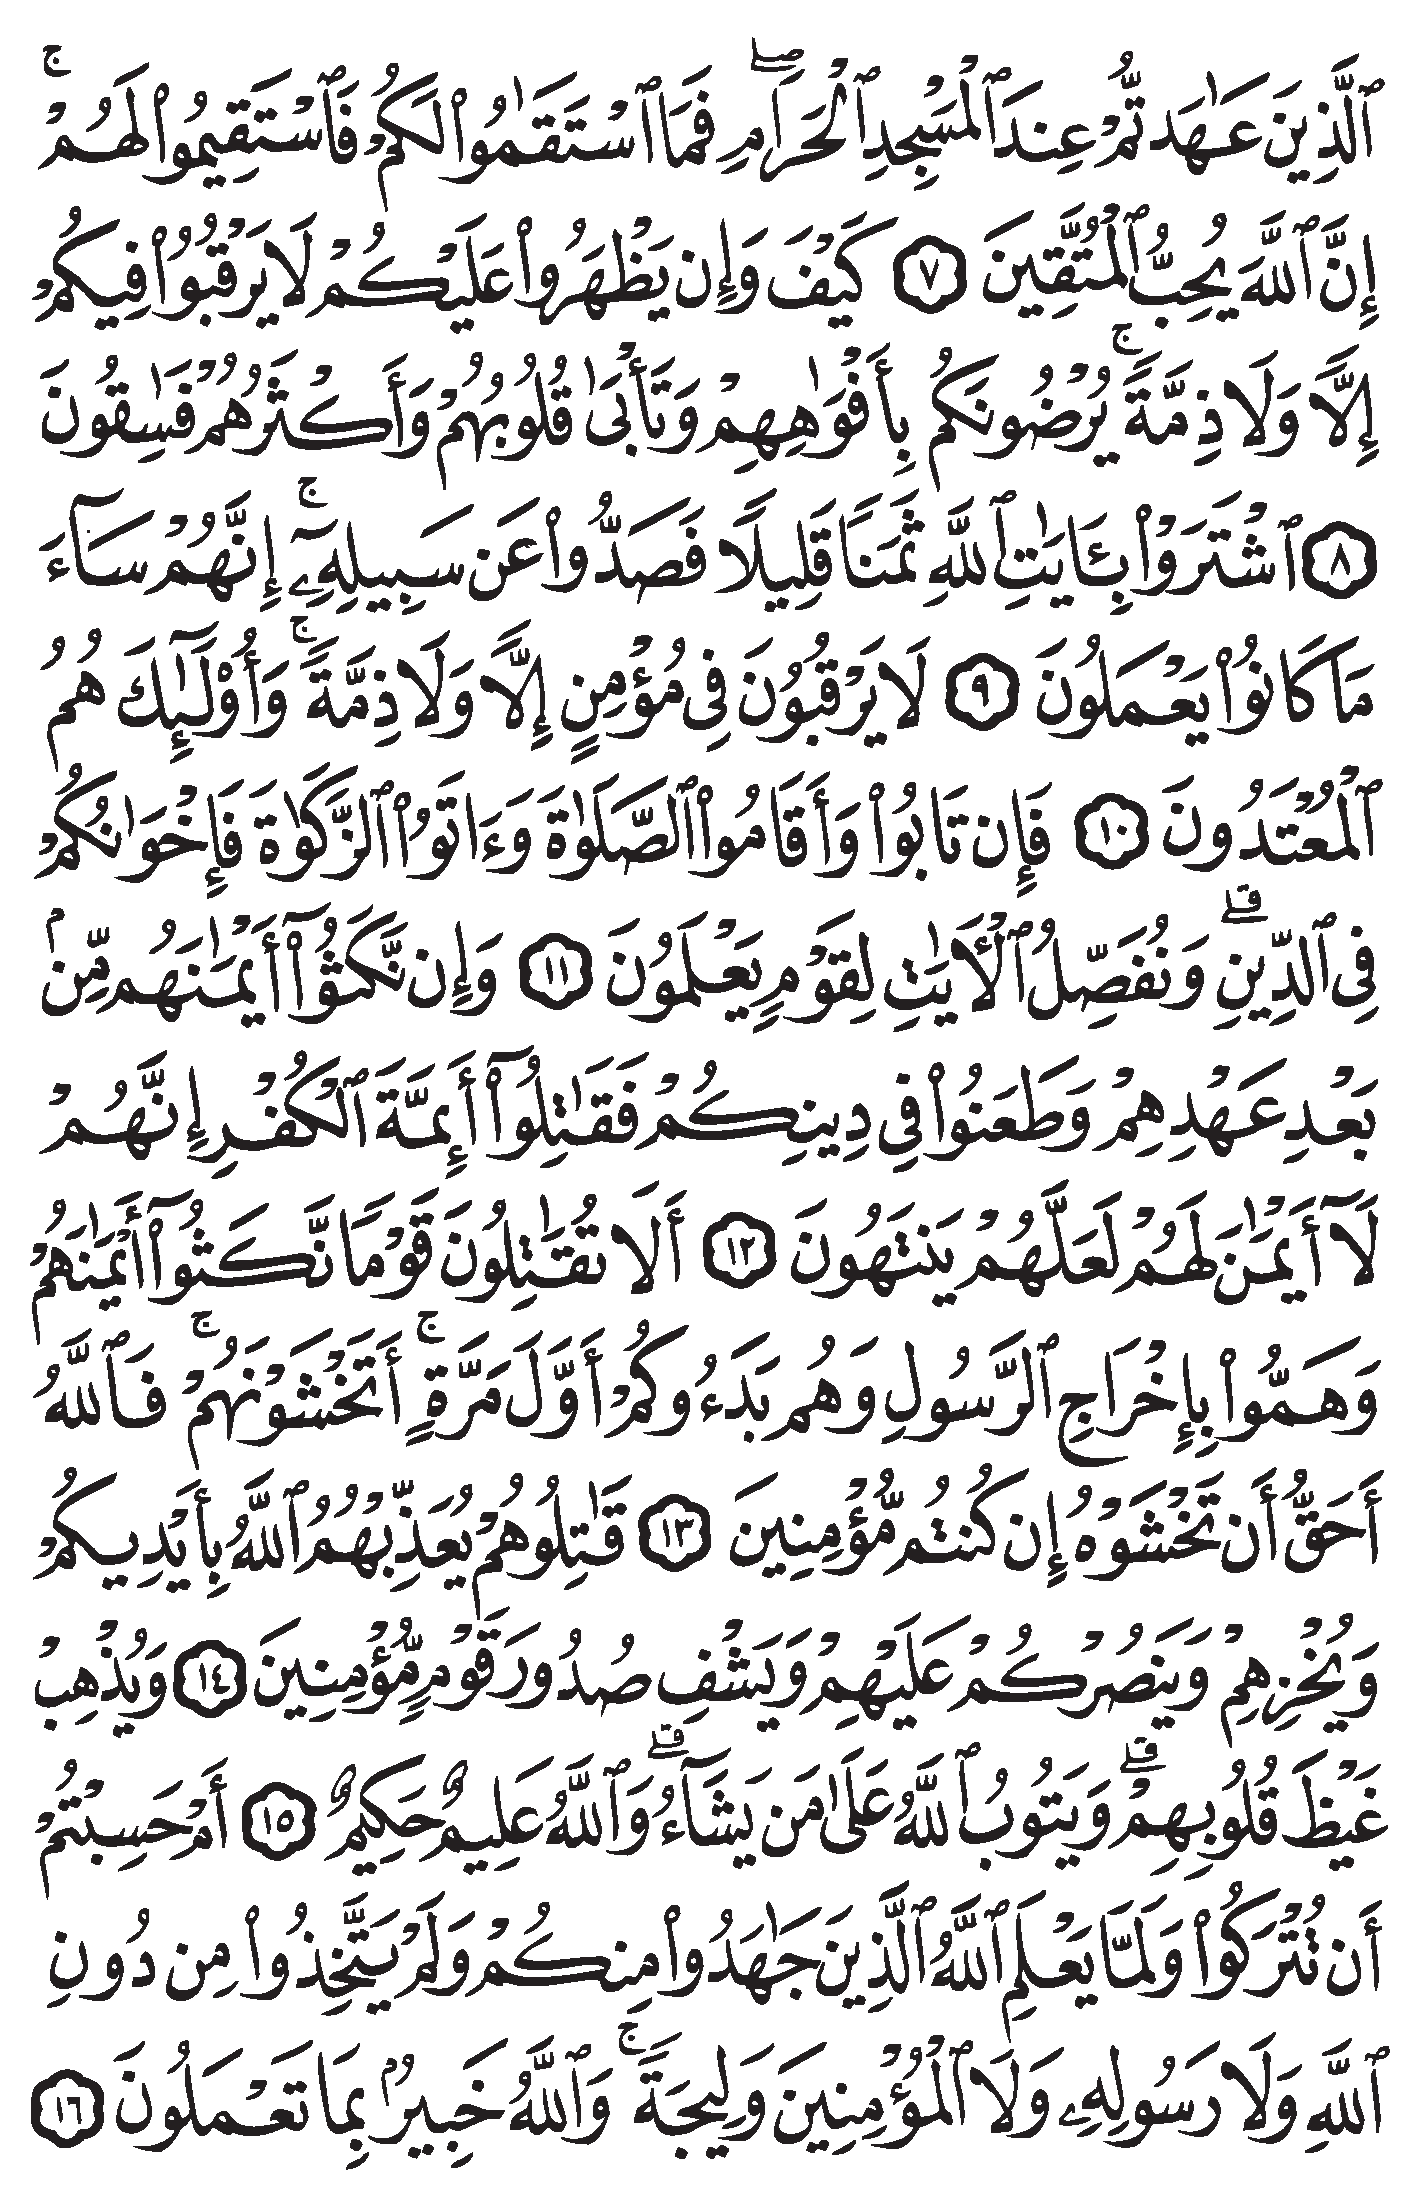 ٱلَّذِينَ عَٰهَدتُّمْ عِندَ ٱلْمَسْجِدِ ٱلْحَرَامِ ۖ فَمَا ٱسْتَقَٰمُوا۟ لَكُمْ فَٱسْتَقِيمُوا۟ لَهُمْ ۚ
إِنَّ ٱللَّهَ يُحِبُّ ٱلْمُتَّقِينَ ٧ كَيْفَ وَإِن يَظْهَرُوا۟ عَلَيْكُمْ لَا يَرْقُبُوا۟ فِيكُمْ
إِلًّا وَلَا ذِمَّةً ۚ يُرْضُونَكُم بِأَفْوَٰهِهِمْ وَتَأْبَىٰ قُلُوبُهُمْ وَأَكْثَرُهُمْ فَٰسِقُونَ
٨ ٱشْتَرَوْا۟ بِـَٔايَٰتِ ٱللَّهِ ثَمَنًا قَلِيلًا فَصَدُّوا۟ عَن سَبِيلِهِۦٓ ۚ إِنَّهُمْ سَآءَ
مَا كَانُوا۟ يَعْمَلُونَ ٩ لَا يَرْقُبُونَ فِى مُؤْمِنٍ إِلًّا وَلَا ذِمَّةً ۚ وَأُو۟لَٰٓئِكَ هُمُ
ٱلْمُعْتَدُونَ ١٠ فَإِن تَابُوا۟ وَأَقَامُوا۟ ٱلصَّلَوٰةَ وَءَاتَوُا۟ ٱلزَّكَوٰةَ فَإِخْوَٰنُكُمْ
فِى ٱلدِّينِ ۗ وَنُفَصِّلُ ٱلْـَٔايَٰتِ لِقَوْمٍ يَعْلَمُونَ ١١ وَإِن نَّكَثُوٓا۟ أَيْمَٰنَهُم مِّنۢ
بَعْدِ عَهْدِهِمْ وَطَعَنُوا۟ فِى دِينِكُمْ فَقَٰتِلُوٓا۟ أَئِمَّةَ ٱلْكُفْرِ إِنَّهُمْ
لَآ أَيْمَٰنَ لَهُمْ لَعَلَّهُمْ يَنتَهُونَ ١٢ أَلَا تُقَٰتِلُونَ قَوْمًا نَّكَثُوٓا۟ أَيْمَٰنَهُمْ
وَهَمُّوا۟ بِإِخْرَاجِ ٱلرَّسُولِ وَهُم بَدَءُوكُمْ أَوَّلَ مَرَّةٍ ۚ أَتَخْشَوْنَهُمْ ۚ فَٱللَّهُ
أَحَقُّ أَن تَخْشَوْهُ إِن كُنتُم مُّؤْمِنِينَ ١٣ قَٰتِلُوهُمْ يُعَذِّبْهُمُ ٱللَّهُ بِأَيْدِيكُمْ
وَيُخْزِهِمْ وَيَنصُرْكُمْ عَلَيْهِمْ وَيَشْفِ صُدُورَ قَوْمٍ مُّؤْمِنِينَ ١٤ وَيُذْهِبْ
غَيْظَ قُلُوبِهِمْ ۗ وَيَتُوبُ ٱللَّهُ عَلَىٰ مَن يَشَآءُ ۗ وَٱللَّهُ عَلِيمٌ حَكِيمٌ ١٥ أَمْ حَسِبْتُمْ
أَن تُتْرَكُوا۟ وَلَمَّا يَعْلَمِ ٱللَّهُ ٱلَّذِينَ جَٰهَدُوا۟ مِنكُمْ وَلَمْ يَتَّخِذُوا۟ مِن دُونِ
ٱللَّهِ وَلَا رَسُولِهِۦ وَلَا ٱلْمُؤْمِنِينَ وَلِيجَةً ۚ وَٱللَّهُ خَبِيرٌۢ بِمَا تَعْمَلُونَ ١٦